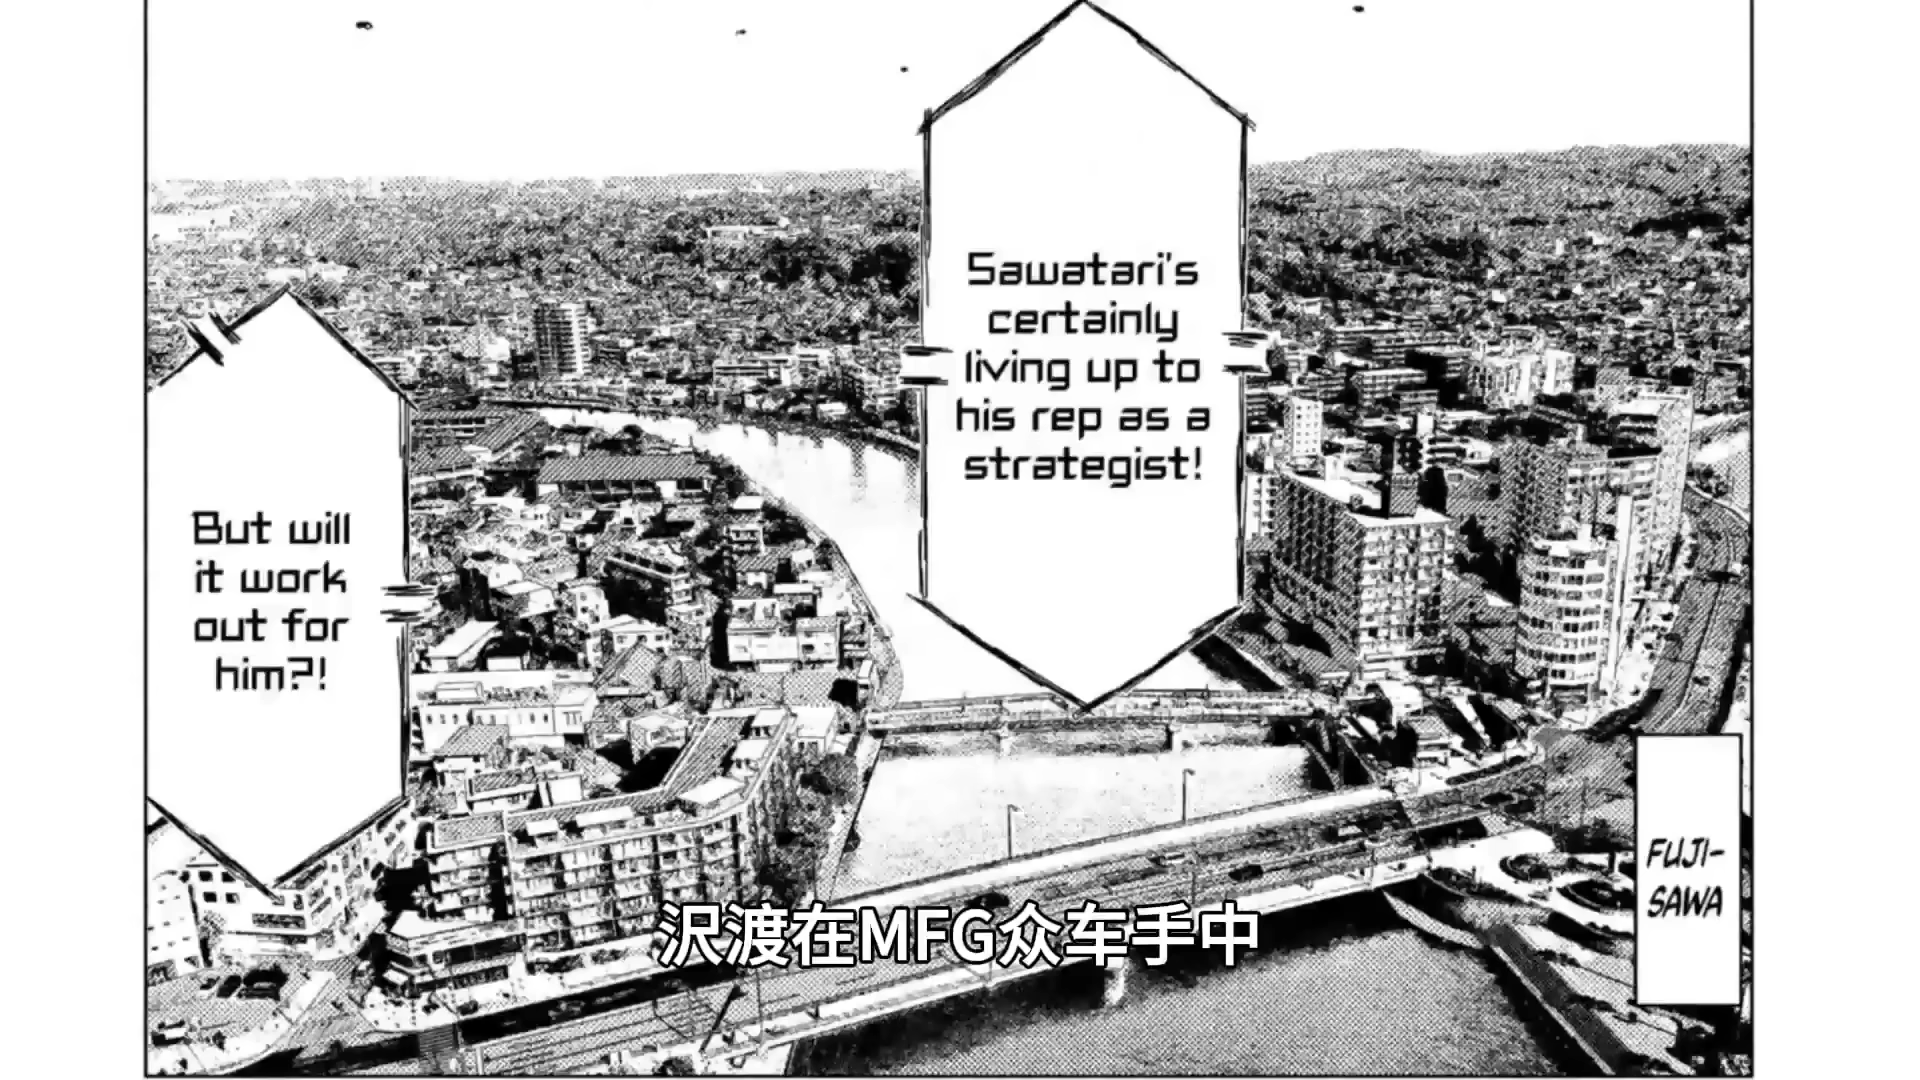 Sawatari's
certainly
living up to
his rep as a
strategist!
But will
it work
out for
him?!
FUJI-
SAWA
沢渡在MFG众车手中